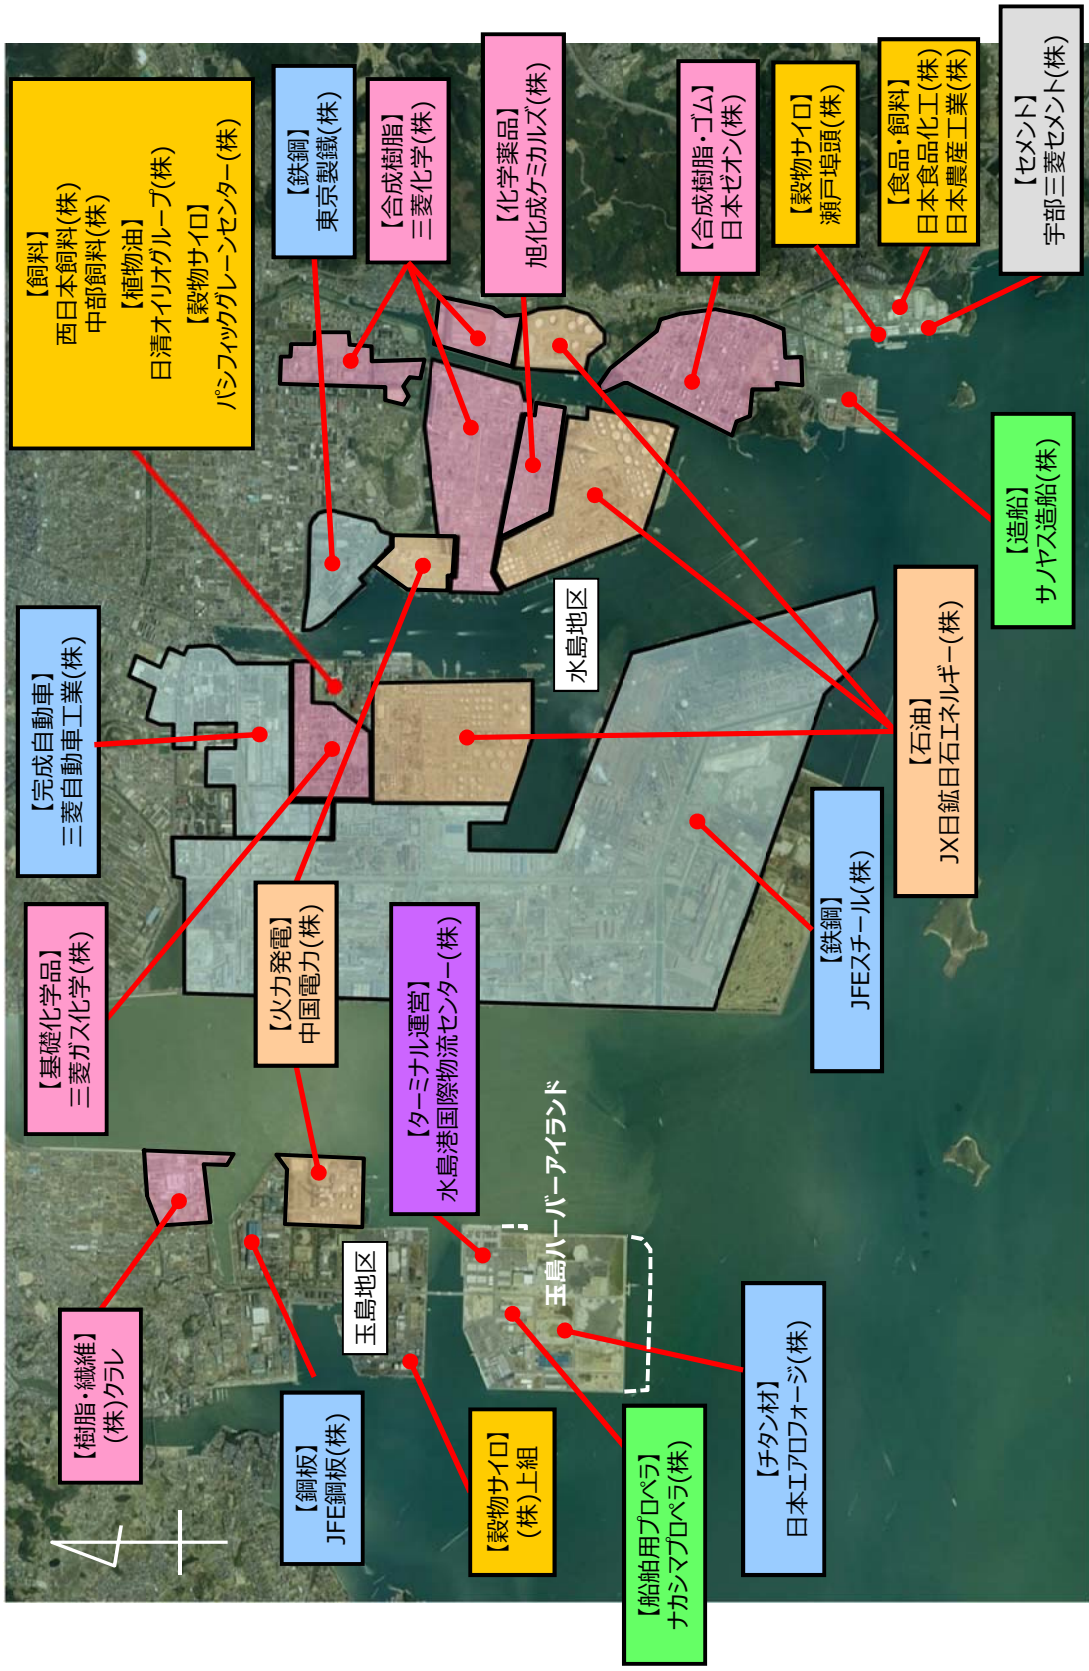 【樹脂・繊維】
(株)クラレ
【基礎化学品】
三菱ガス化学(株)
【完成自動車】
三菱自動車工業(株)
【飼料】
西日本飼料(株)
中部飼料(株)
【植物油】
日清オイリオグループ(株)
【穀物サイロ】
パシフィックグレーンセンター(株)
【鋼板】
JFE鋼板(株)
【火力発電】
中国電力(株)
【鉄鋼】
東京製鐵(株)
【合成樹脂】
三菱化学(株)
玉島地区
【ターミナル運営】
水島港国際物流センター(株)
【穀物サイロ】
(株)上組
【化学薬品】
旭化成ケミカルズ(株)
玉島ハーバーアイランド
水島地区
【船舶用プロペラ】
ナカシマプロペラ(株)
【合成樹脂・ゴム】
日本ゼオン(株)
【チタン材】
日本エアロフォージ(株)
【鉄鋼】
JFEスチール(株)
【穀物サイロ】
瀬戸埠頭(株)
【石油】
JX日鉱日石エネルギー(株)
【食品・飼料】
日本食品化工(株)
日本農産工業(株)
【造船】
サノヤス造船(株)
【セメント】
宇部三菱セメント(株)